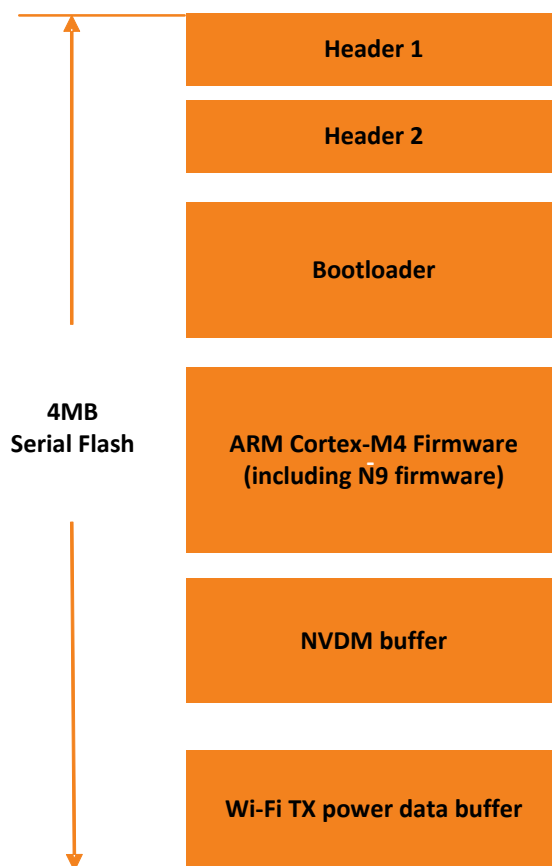 Header 1
Header 2
Bootloader
4MB
Serial Flash
ARM Cortex-M4 Firmware
(including N9 firmware)
NVDM buffer
Wi-Fi TX power data buffer